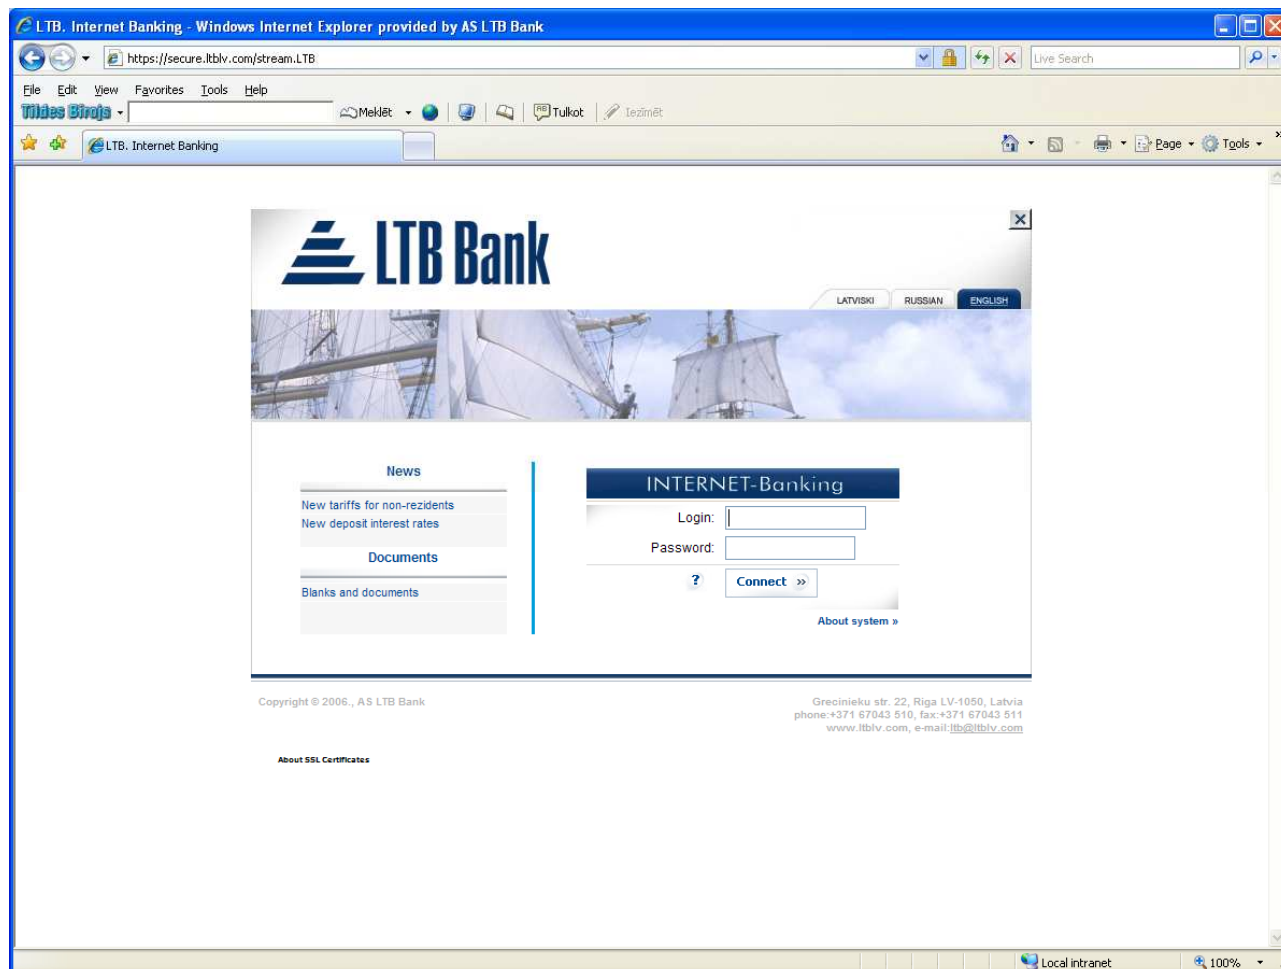 LTB. Internet Banking - Windows Internet Explorer provided by AS LTB Bank
https://secure.ltblv.com/stream.LTB
Live Search
File Edit View Favorites Tools Help
Tildes Birojs Meklēt Tulkot Iezīmēt
LTB. Internet Banking
Page Tools »
LTB Bank
LATVISKI RUSSIAN ENGLISH
News
New tariffs for non-rezidents
New deposit interest rates
Documents
Blanks and documents
INTERNET-Banking
Login:
Password:
? Connect »
About system »
Copyright © 2006., AS LTB Bank
Grecinieku str. 22, Riga LV-1050, Latvia
phone:+371 67043 510, fax:+371 67043 511
www.ltblv.com, e-mail:ltb@ltblv.com
About SSL Certificates
Local intranet 100%